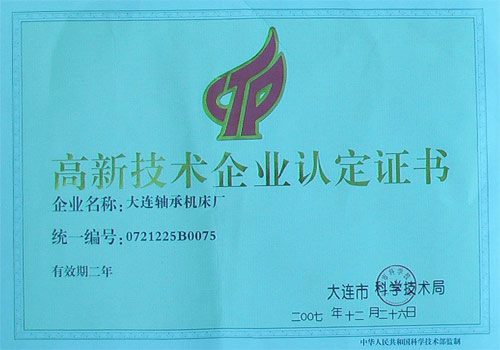 CTP
高新技术企业认定证书
企业名称：大连轴承机床厂
统一编号：0721225B0075
有效期二年
大连市科学技术局
二〇〇七年十二月二十六日
中华人民共和国科学技术部监制